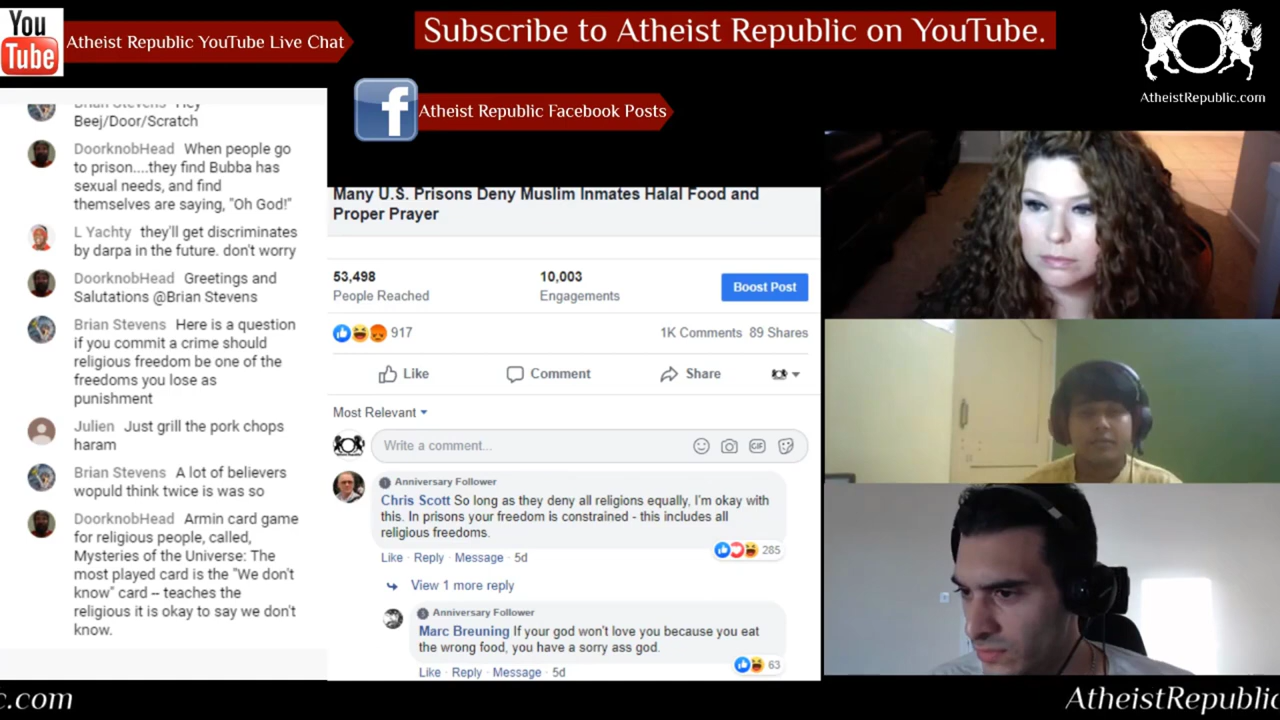 You
Tube
Atheist Republic YouTube Live Chat
Subscribe to Atheist Republic on YouTube.
AtheistRepublic.com
f
Atheist Republic Facebook Posts
Brian Stevens Hey
Beej/Door/Scratch
DoorknobHead When people go
to prison....they find Bubba has
sexual needs, and find
themselves are saying, "Oh God!"
L Yachty they'll get discriminates
by darpa in the future. don't worry
DoorknobHead Greetings and
Salutations @Brian Stevens
Brian Stevens Here is a question
if you commit a crime should
religious freedom be one of the
freedoms you lose as
punishment
Julien Just grill the pork chops
haram
Brian Stevens A lot of believers
wopuld think twice is was so
DoorknobHead Armin card game
for religious people, called,
Mysteries of the Universe: The
most played card is the "We don't
know" card -- teaches the
religious it is okay to say we don't
know.
Many U.S. Prisons Deny Muslim Inmates Halal Food and
Proper Prayer
53,498
People Reached
10,003
Engagements
Boost Post
917
1K Comments 89 Shares
Like
Comment
Share
Most Relevant
Write a comment...
GIF
Anniversary Follower
Chris Scott So long as they deny all religions equally, I'm okay with
this. In prisons your freedom is constrained - this includes all
religious freedoms.
285
Like · Reply · Message · 5d
View 1 more reply
Anniversary Follower
Marc Breuning If your god won't love you because you eat
the wrong food, you have a sorry ass god.
63
Like · Reply · Message · 5d
c.com
AtheistRepublic